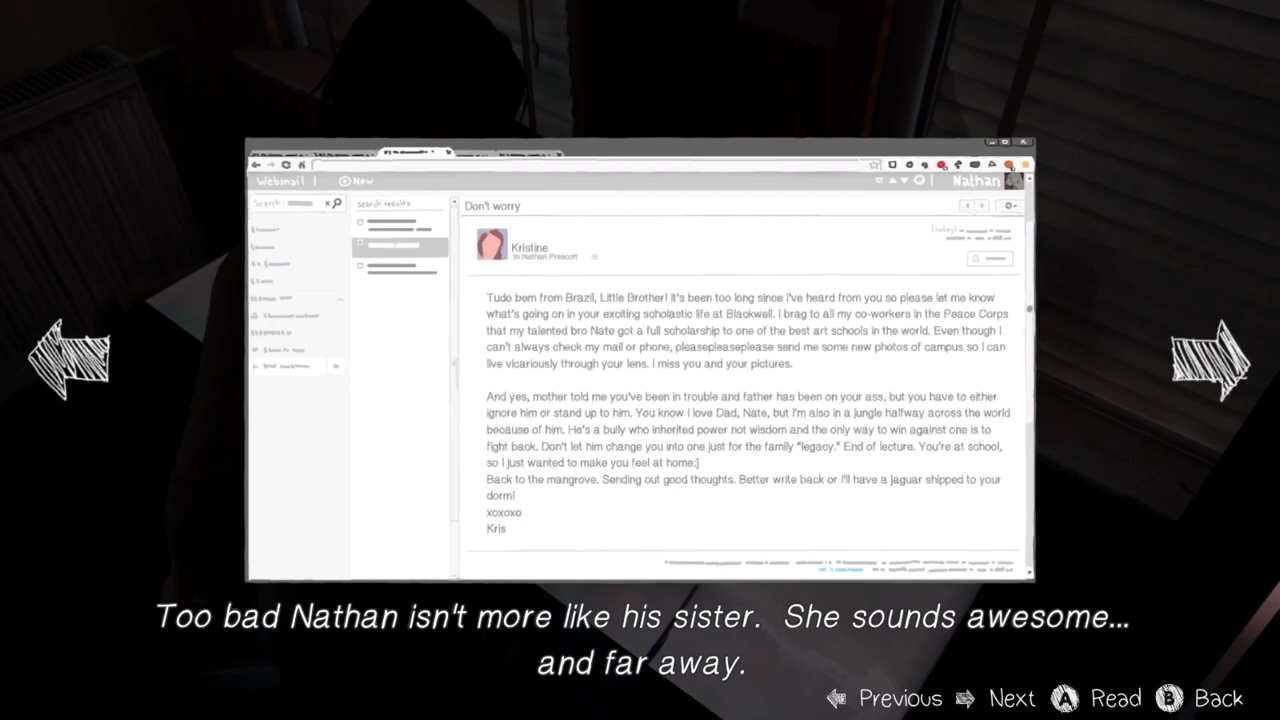 Webmail | New
Nathan
Search:
x
search results
Don't worry
(today)
Kristine
to Nathan Prescott
Tudo bem from Brazil, Little Brother! It's been too long since I've heard from you so please let me know
what's going on in your exciting scholastic life at Blackwell. I brag to all my co-workers in the Peace Corps
that my talented bro Nate got a full scholarship to one of the best art schools in the world. Even though I
can't always check my mail or phone, pleasepleaseplease send me some new photos of campus so I can
live vicariously through your lens. I miss you and your pictures.
And yes, mother told me you've been in trouble and father has been on your ass, but you have to either
ignore him or stand up to him. You know I love Dad, Nate, but I'm also in a jungle halfway across the world
because of him. He's a bully who inherited power not wisdom and the only way to win against one is to
fight back. Don't let him change you into one just for the family "legacy." End of lecture. You're at school,
so I just wanted to make you feel at home:]
Back to the mangrove. Sending out good thoughts. Better write back or I'll have a jaguar shipped to your
dorm!
xoxoxo
Kris
Too bad Nathan isn't more like his sister. She sounds awesome...
and far away.
Previous Next A Read B Back